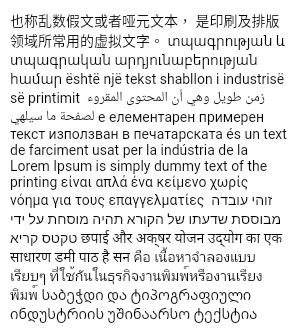 也称乱数假文或者哑元文本， 是印刷及排版
领域所常用的虚拟文字。 տպագրության և
տպագրական արդյունաբերության
համար është një tekst shabllon i industrisë
së printimit زمن طويل وهي أن المحتوى المقروء
لصفحة ما سيلهي е елементарен примерен
текст използван в печатарската és un text
de farciment usat per la indústria de la
Lorem Ipsum is simply dummy text of the
printing είναι απλά ένα κείμενο χωρίς
νόημα για τους επαγγελματίες זוהי עובדה
מבוססת שדעתו של הקורא תהיה מוסחת על ידי
טקטס קריא छपाई और अक्षर योजन उद्योग का एक
साधारण डमी पाठ है सन คือ เนื้อหาจำลองแบบ
เรียบๆ ที่ใช้กันในธุรกิจงานพิมพ์หรืองานเรียง
พิมพ์ საბეჭდი და ტიპოგრაფიული
ინდუსტრიის უშინაარსო ტექსტია